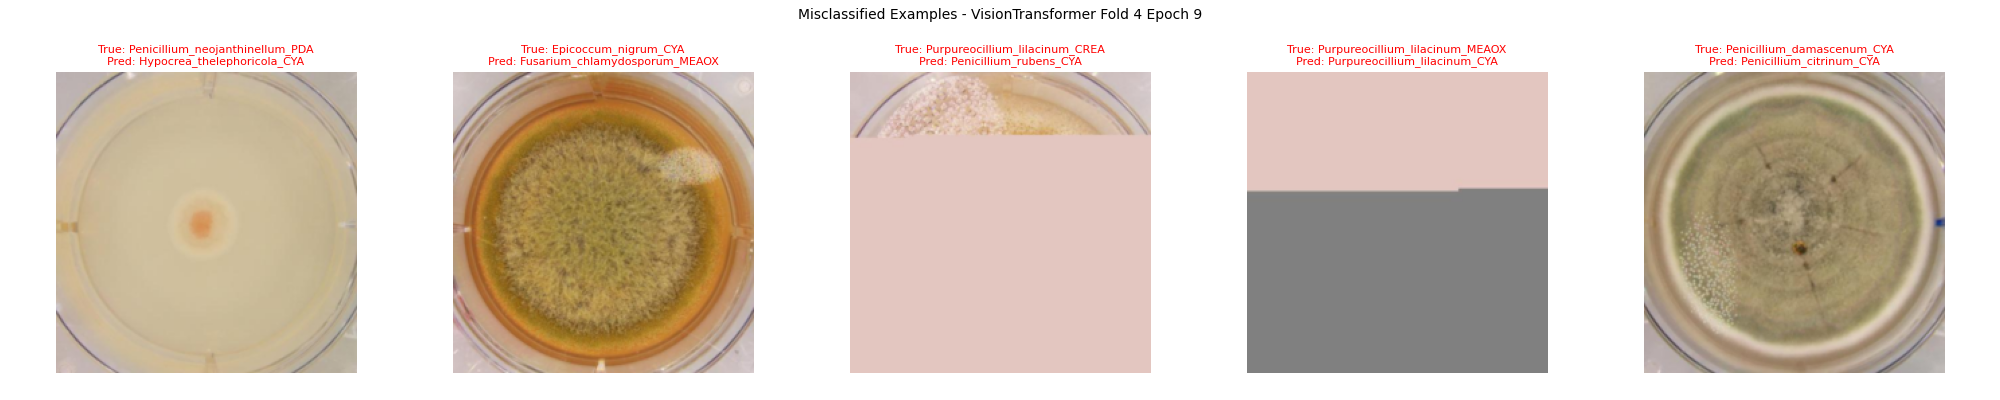 Misclassified Examples - VisionTransformer Fold 4 Epoch 9
True: Penicillium_neojanthinellum_PDA
Pred: Hypocrea_thelephoricola_CYA
True: Epicoccum_nigrum_CYA
Pred: Fusarium_chlamydosporum_MEAOX
True: Purpureocillium_lilacinum_CREA
Pred: Penicillium_rubens_CYA
True: Purpureocillium_lilacinum_MEAOX
Pred: Purpureocillium_lilacinum_CYA
True: Penicillium_damascenum_CYA
Pred: Penicillium_citrinum_CYA